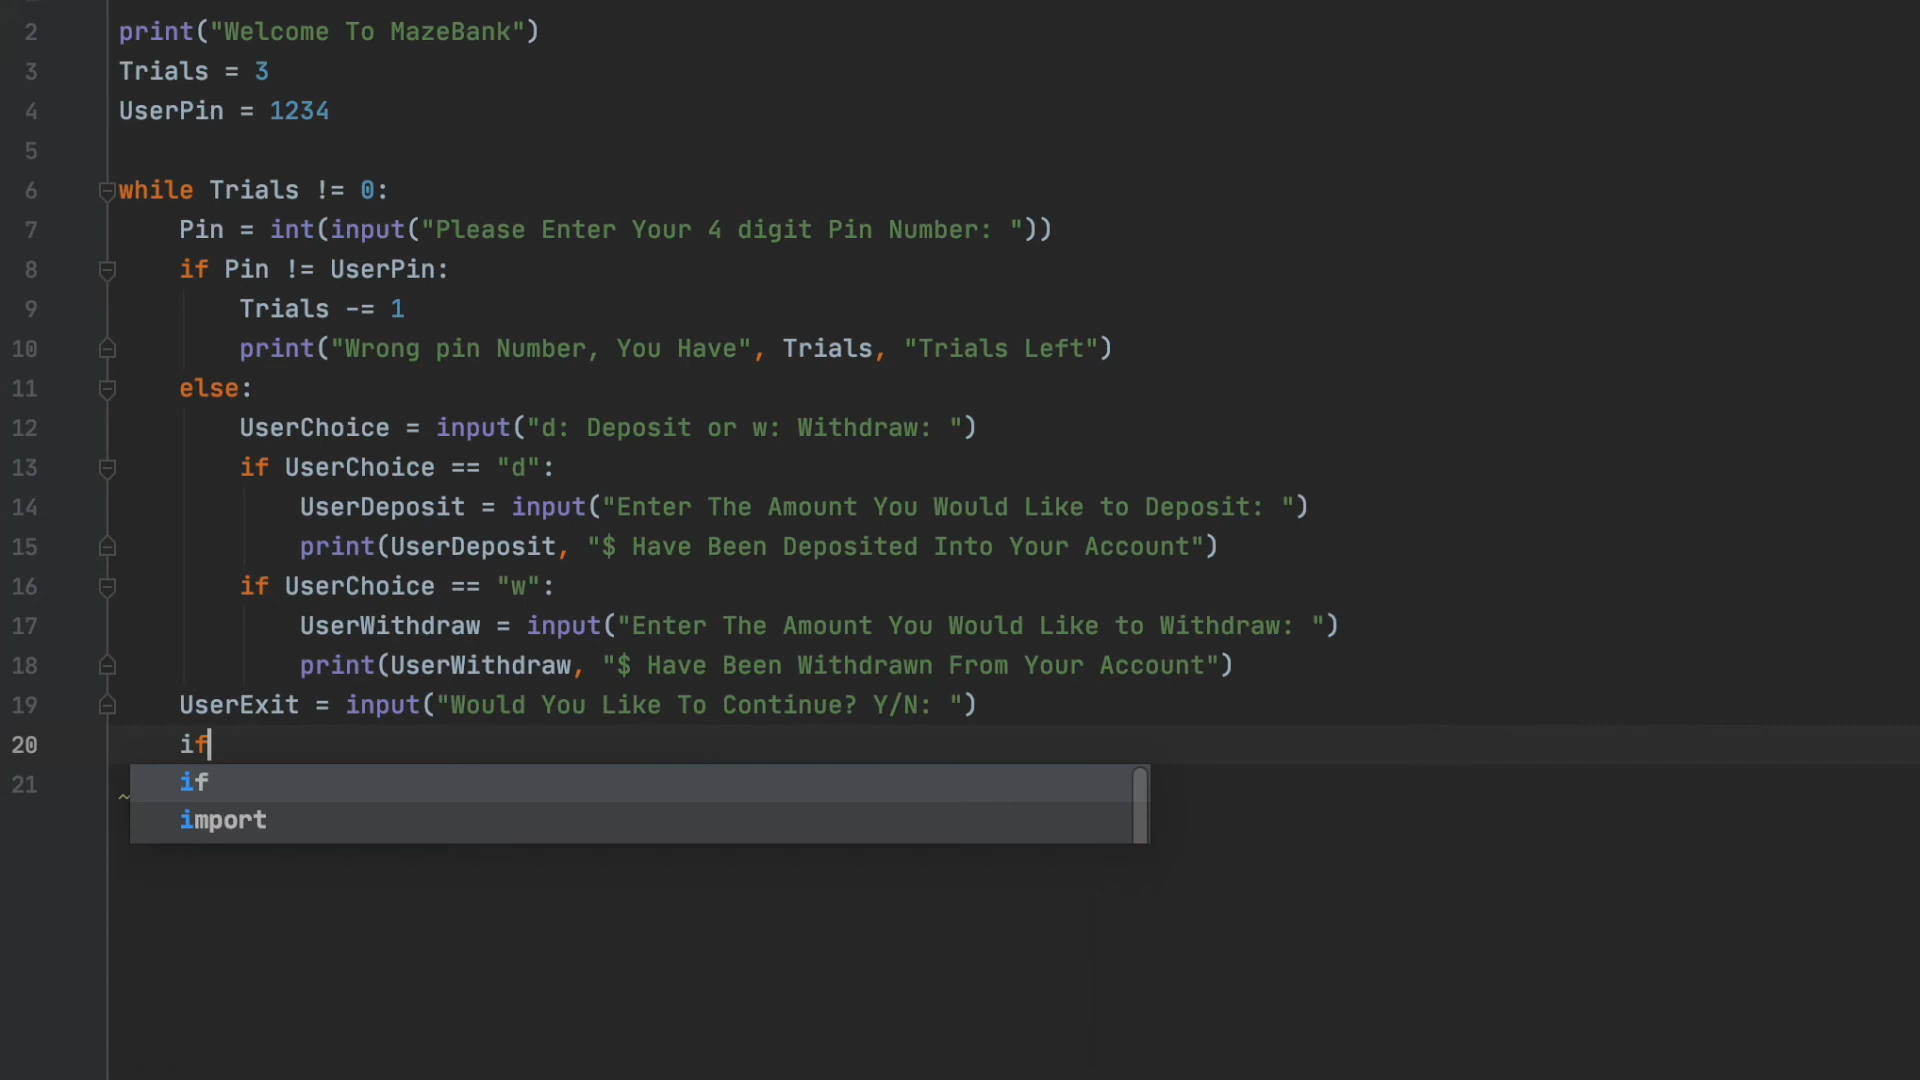 2 print("Welcome To MazeBank")
3 Trials = 3
4 UserPin = 1234
5
6 while Trials != 0:
7     Pin = int(input("Please Enter Your 4 digit Pin Number: "))
8     if Pin != UserPin:
9         Trials -= 1
10         print("Wrong pin Number, You Have", Trials, "Trials Left")
11     else:
12         UserChoice = input("d: Deposit or w: Withdraw: ")
13         if UserChoice == "d":
14             UserDeposit = input("Enter The Amount You Would Like to Deposit: ")
15             print(UserDeposit, "$ Have Been Deposited Into Your Account")
16         if UserChoice == "w":
17             UserWithdraw = input("Enter The Amount You Would Like to Withdraw: ")
18             print(UserWithdraw, "$ Have Been Withdrawn From Your Account")
19     UserExit = input("Would You Like To Continue? Y/N: ")
20     if
21
if
import